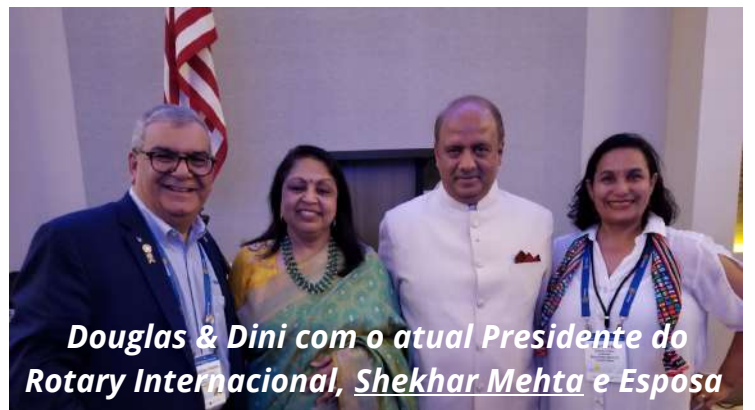 Douglas & Dini com o atual Presidente do
Rotary Internacional, Shekhar Mehta e Esposa